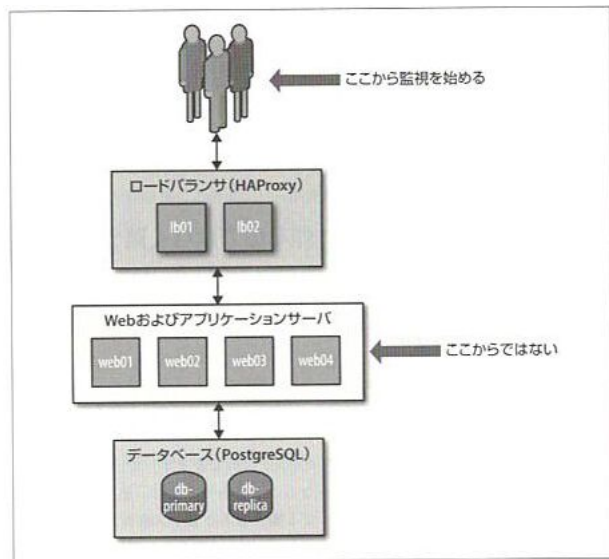 ここから監視を始める
ロードバランサ(HAProxy)
lb01
lb02
Webおよびアプリケーションサーバ
web01
web02
web03
web04
ここからではない
データベース(PostgreSQL)
db-
primary
db-
replica